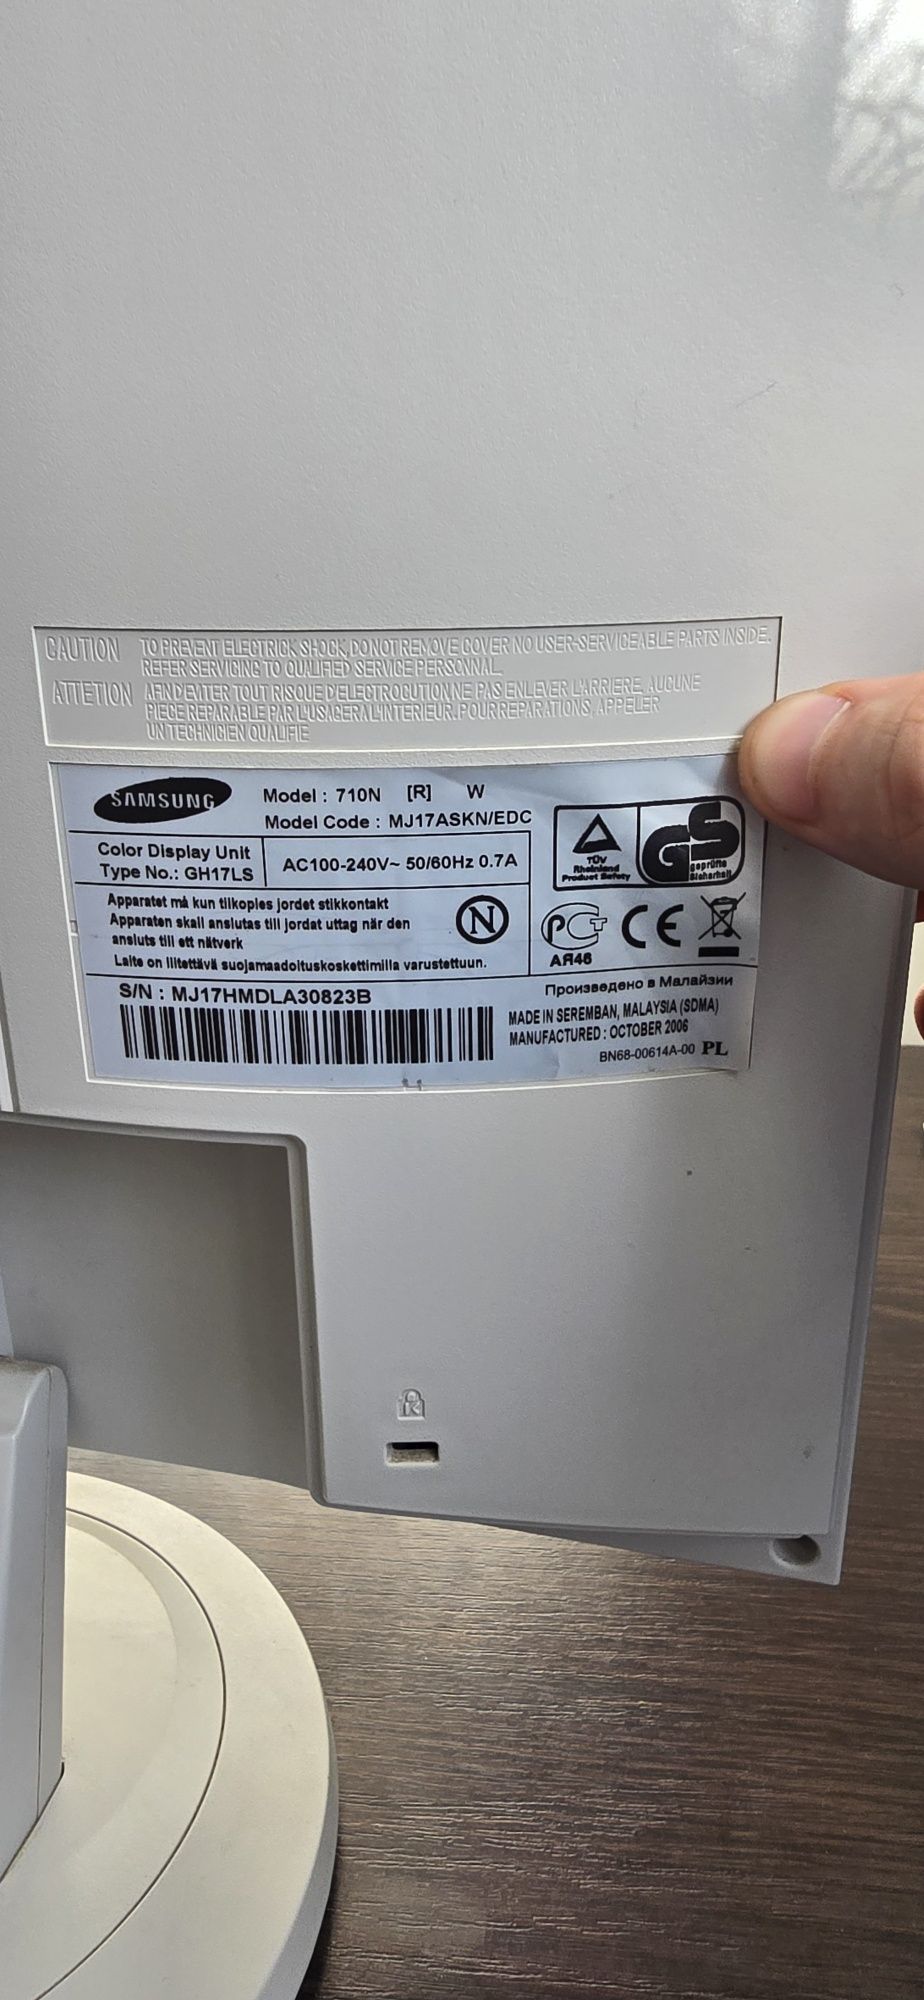 CAUTION TO PREVENT ELECTRICK SHOCK, DO NOT REMOVE COVER NO USER-SERVICEABLE PARTS INSIDE.
REFER SERVICING TO QUALIFIED SERVICE PERSONNAL.
ATTETION AFIN D'EVITER TOUT RISQUE D'ELECTROCUTION NE PAS ENLEVER L'ARRIERE, AUCUNE
PIECE REPARABLE PAR L'USAGER A L'INTERIEUR. POUR REPARATIONS, APPELER
UN TECHNICIEN QUALIFIE
SAMSUNG
Model : 710N [R] W
Model Code : MJ17ASKN/EDC
Color Display Unit
Type No.: GH17LS
AC100-240V~ 50/60Hz 0.7A
TÜV
Rheinland
Product Safety
GS
geprüfte
Sicherheit
Apparatet må kun tilkoples jordet stikkontakt
Apparaten skall anslutas till jordat uttag när den
ansluts till ett nätverk
Laite on liitettävä suojamaadoituskoskettimilla varustettuun.
N
PCT
AЯ46
CE
S/N : MJ17HMDLA30823B
Произведено в Малайзии
MADE IN SEREMBAN, MALAYSIA (SDMA)
MANUFACTURED : OCTOBER 2006
BN68-00614A-00 PL
K